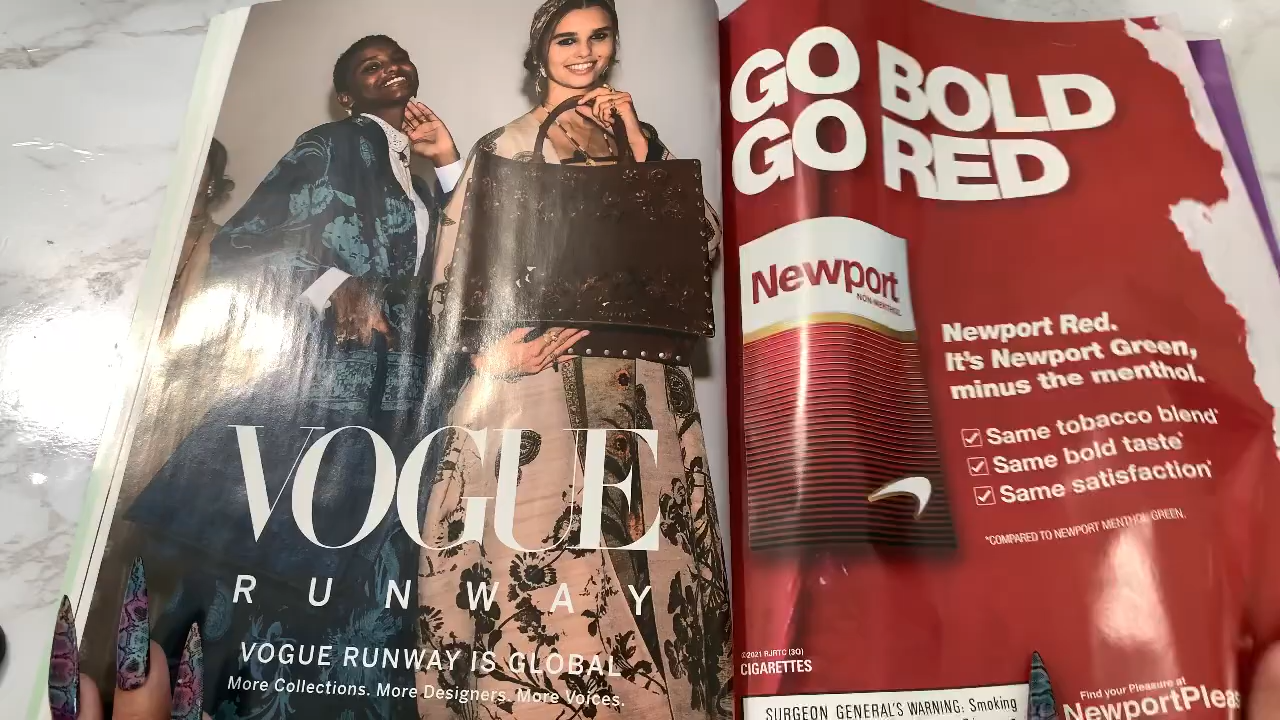 VOGUE
RUNWAY
VOGUE RUNWAY IS GLOBAL
More Collections. More Designers. More Voices.
GO BOLD
GO RED
Newport
NON-MENTHOL
Newport Red.
It's Newport Green,
minus the menthol.
Same tobacco blend*
Same bold taste*
Same satisfaction*
*COMPARED TO NEWPORT MENTHOL GREEN.
©2021 RJRTC (3Q)
CIGARETTES
SURGEON GENERAL'S WARNING: Smoking
Find your Pleasure at
NewportPleas